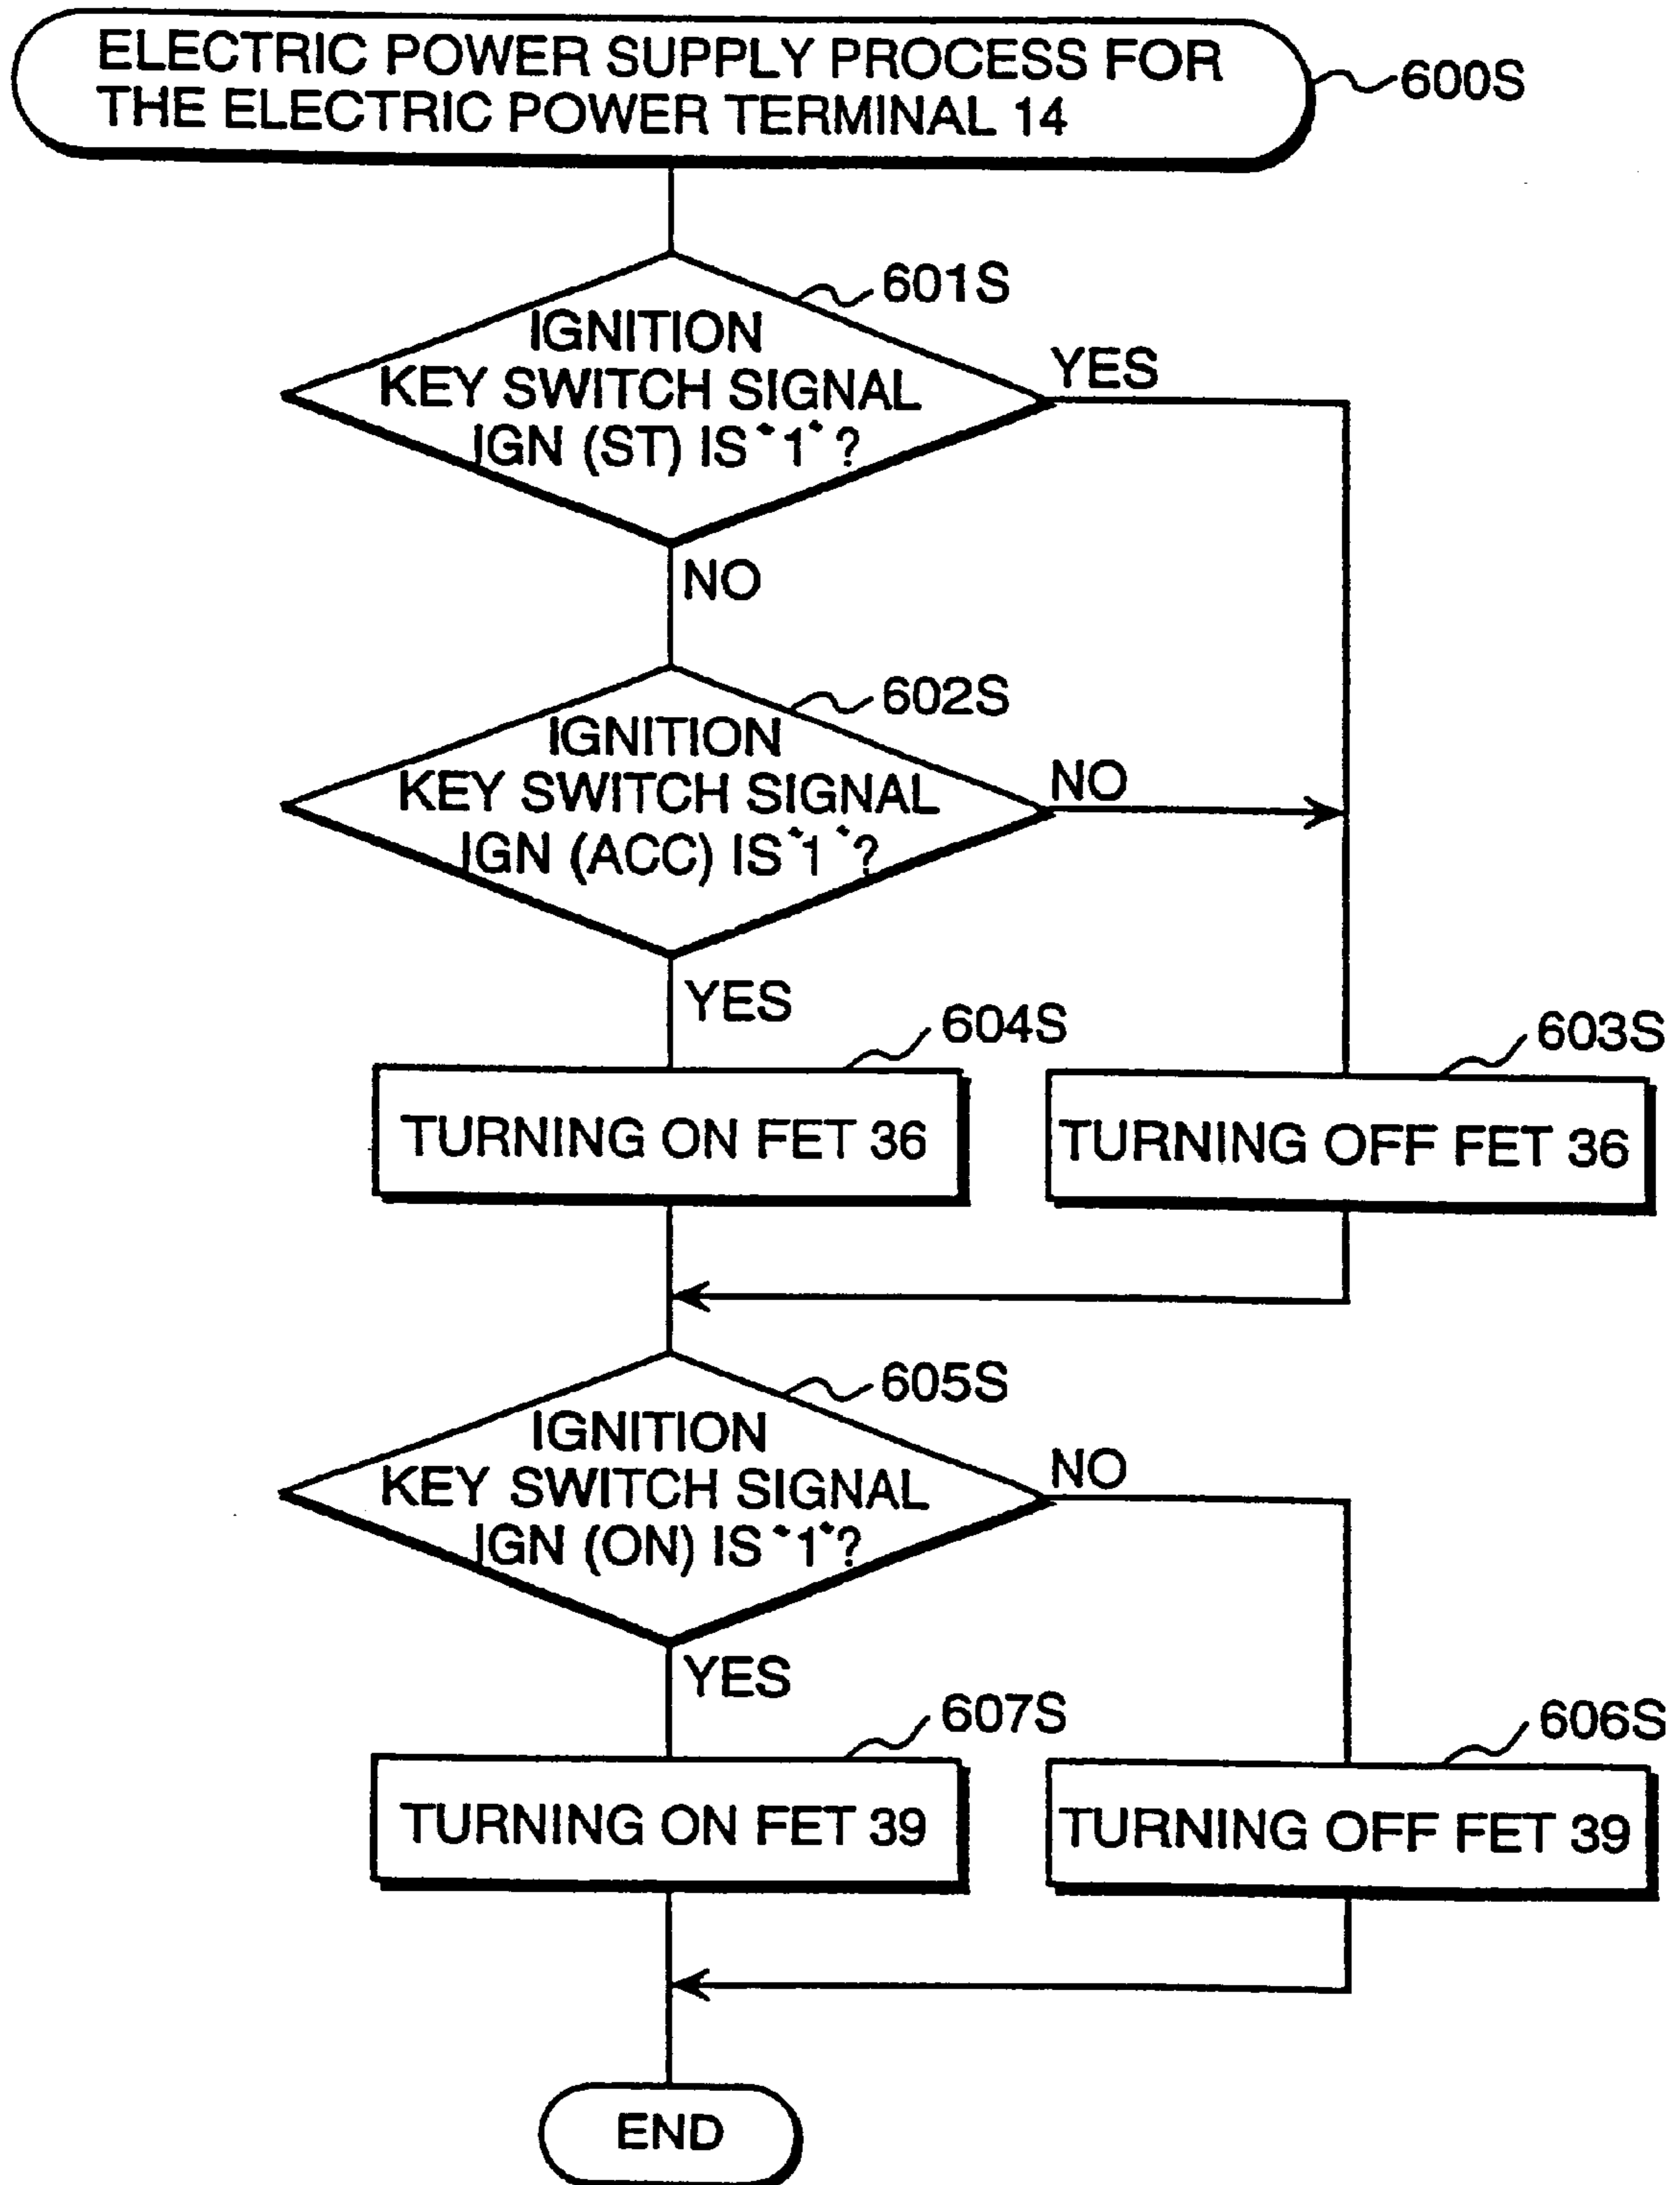 ELECTRIC POWER SUPPLY PROCESS FOR
THE ELECTRIC POWER TERMINAL 14
600S
601S
IGNITION
KEY SWITCH SIGNAL
IGN (ST) IS "1"?
YES
NO
602S
IGNITION
KEY SWITCH SIGNAL
IGN (ACC) IS "1"?
NO
YES
604S
603S
TURNING ON FET 36
TURNING OFF FET 36
605S
IGNITION
KEY SWITCH SIGNAL
IGN (ON) IS "1"?
NO
YES
607S
606S
TURNING ON FET 39
TURNING OFF FET 39
END